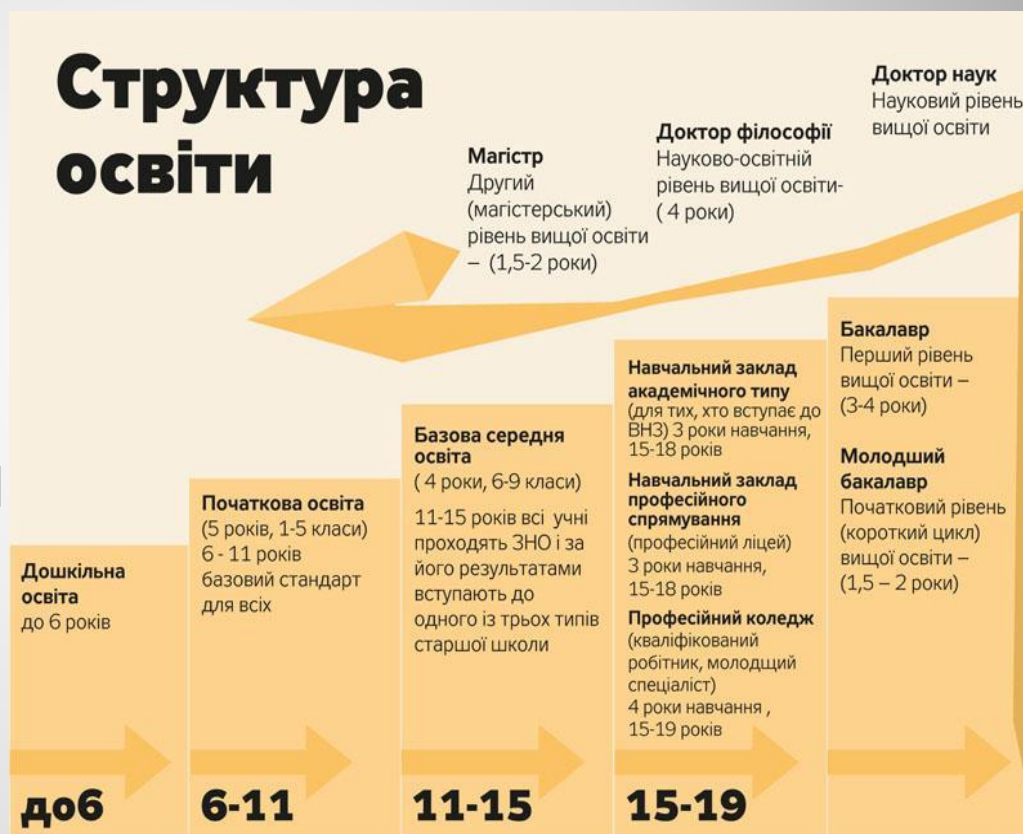 Структура
освіти
Магістр
Другий
(магістерський)
рівень вищої освіти
– (1,5-2 роки)
Доктор філософії
Науково-освітній
рівень вищої освіти-
( 4 роки)
Доктор наук
Науковий рівень
вищої освіти
Дошкільна
освіта
до 6 років
до6
Початкова освіта
(5 років, 1-5 класи)
6 - 11 років
базовий стандарт
для всіх
6-11
Базова середня
освіта
( 4 роки, 6-9 класи)
11-15 років всі учні
проходять ЗНО і за
його результатами
вступають до
одного із трьох типів
старшої школи
11-15
Навчальний заклад
академічного типу
(для тих, хто вступає до
ВНЗ) 3 роки навчання,
15-18 років
Навчальний заклад
професійного
спрямування
(професійний ліцей)
3 роки навчання,
15-18 років
Професійний коледж
(кваліфікований
робітник, молодщий
спеціаліст)
4 роки навчання ,
15-19 років
15-19
Бакалавр
Перший рівень
вищої освіти –
(3-4 роки)
Молодший
бакалавр
Початковий рівень
(короткий цикл)
вищої освіти –
(1,5 – 2 роки)